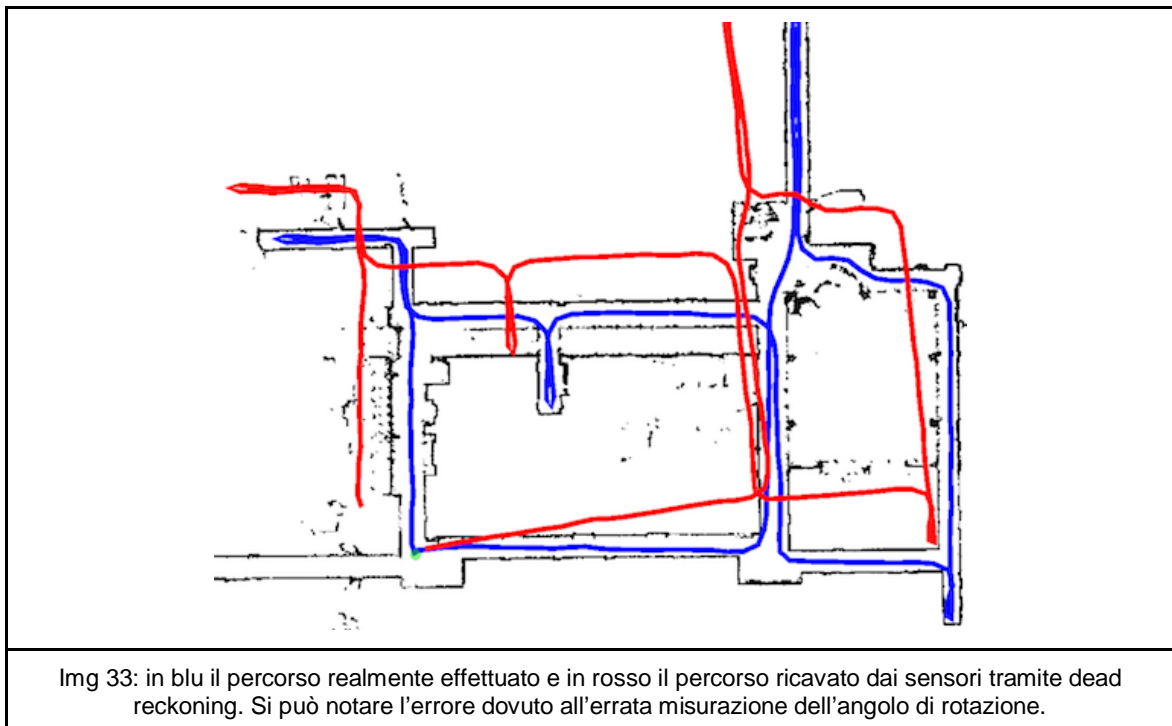 Img 33: in blu il percorso realmente effettuato e in rosso il percorso ricavato dai sensori tramite dead
reckoning. Si può notare l’errore dovuto all’errata misurazione dell’angolo di rotazione.